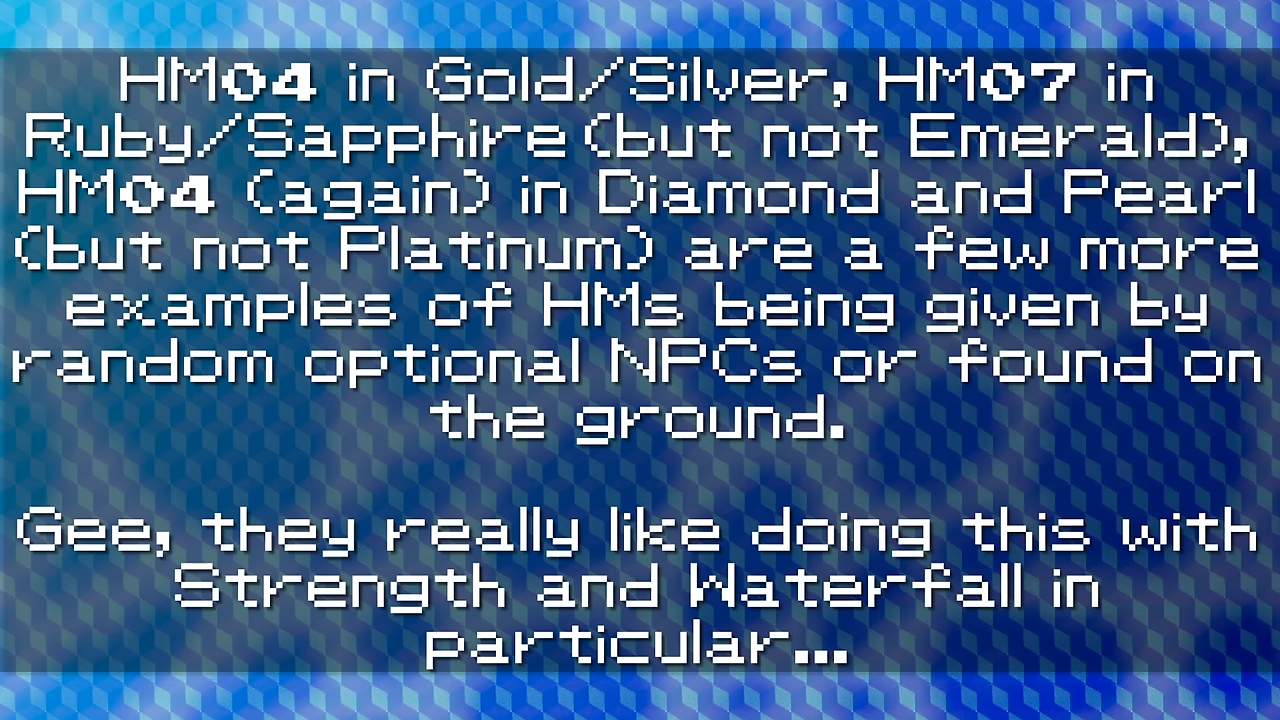 HM04 in Gold/Silver, HM07 in
Ruby/Sapphire (but not Emerald),
HM04 (again) in Diamond and Pearl
(but not Platinum) are a few more
examples of HMs being given by
random optional NPCs or found on
the ground.
Gee, they really like doing this with
Strength and Waterfall in
particular...